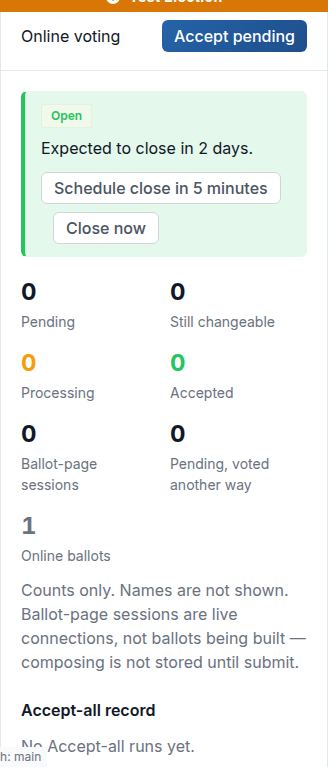 Test Election
Online voting
Accept pending
Open
Expected to close in 2 days.
Schedule close in 5 minutes
Close now
0 0
Pending Still changeable
0 0
Processing Accepted
0 0
Ballot-page Pending, voted
sessions another way
1
Online ballots
Counts only. Names are not shown.
Ballot-page sessions are live
connections, not ballots being built —
composing is not stored until submit.
Accept-all record
No Accept-all runs yet.
h: main